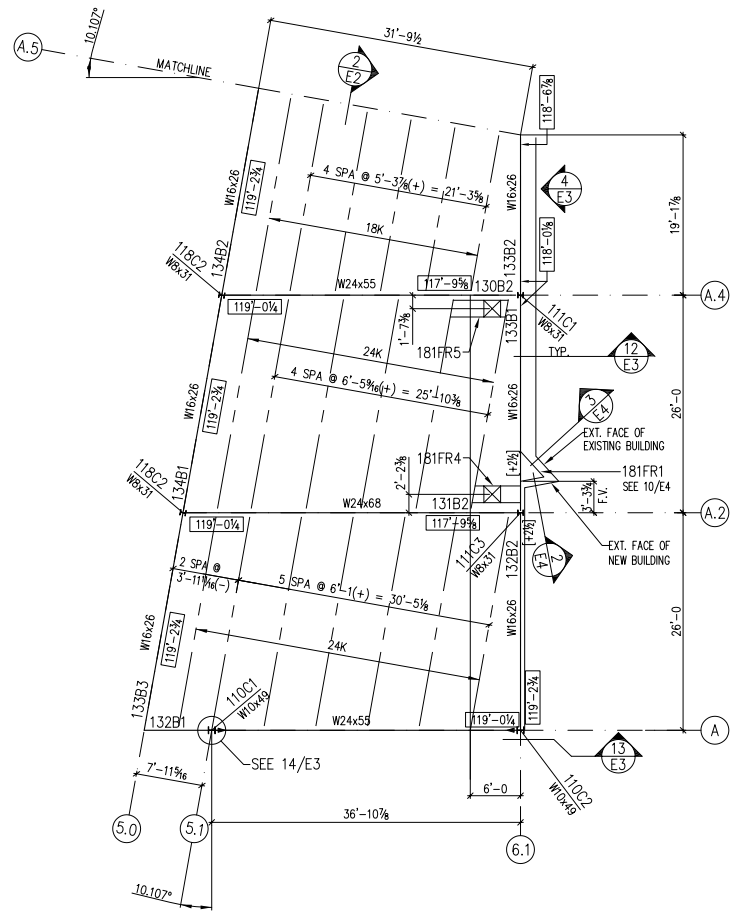 10.107°
A.5
MATCHLINE
31'-9½
2
E2
118'-6⅞
4
E3
4 SPA @ 5'-3⅞(+) = 21'-3⅝
W16x26
119'-2¾
W16x26
19'-1⅞
118'-0⅛
18K
118C2
W8x31
134B2
133B2
W24x55
117'-9⅝
130B2
A.4
119'-0¼
1'-7⅜
133B1
111C1
W8x31
181FR5
TYP.
12
E3
24K
4 SPA @ 6'-5⁵⁄₁₆(+) = 25'-10⅜
W16x26
119'-2¾
W16x26
26'-0
3
E4
EXT. FACE OF
EXISTING BUILDING
181FR4
[+2½]
181FR1
SEE 10/E4
118C2
W8x31
134B1
2'-2⅜
3'-3¾
F.V.
W24x68
131B2
A.2
119'-0¼
117'-9⅝
[+2½]
111C3
W8x31
132B2
2
E4
EXT. FACE OF
NEW BUILDING
2 SPA @
3'-11¹¹⁄₁₆(-)
5 SPA @ 6'-1(+) = 30'-5⅛
W16x26
119'-2¾
W16x26
26'-0
24K
133B3
110C1
W10x49
119'-2¾
132B1
W24x55
119'-0¼
A
SEE 14/E3
13
E3
110C2
W10x49
7'-11⁵⁄₁₆
6'-0
36'-10⅞
5.0
5.1
6.1
10.107°